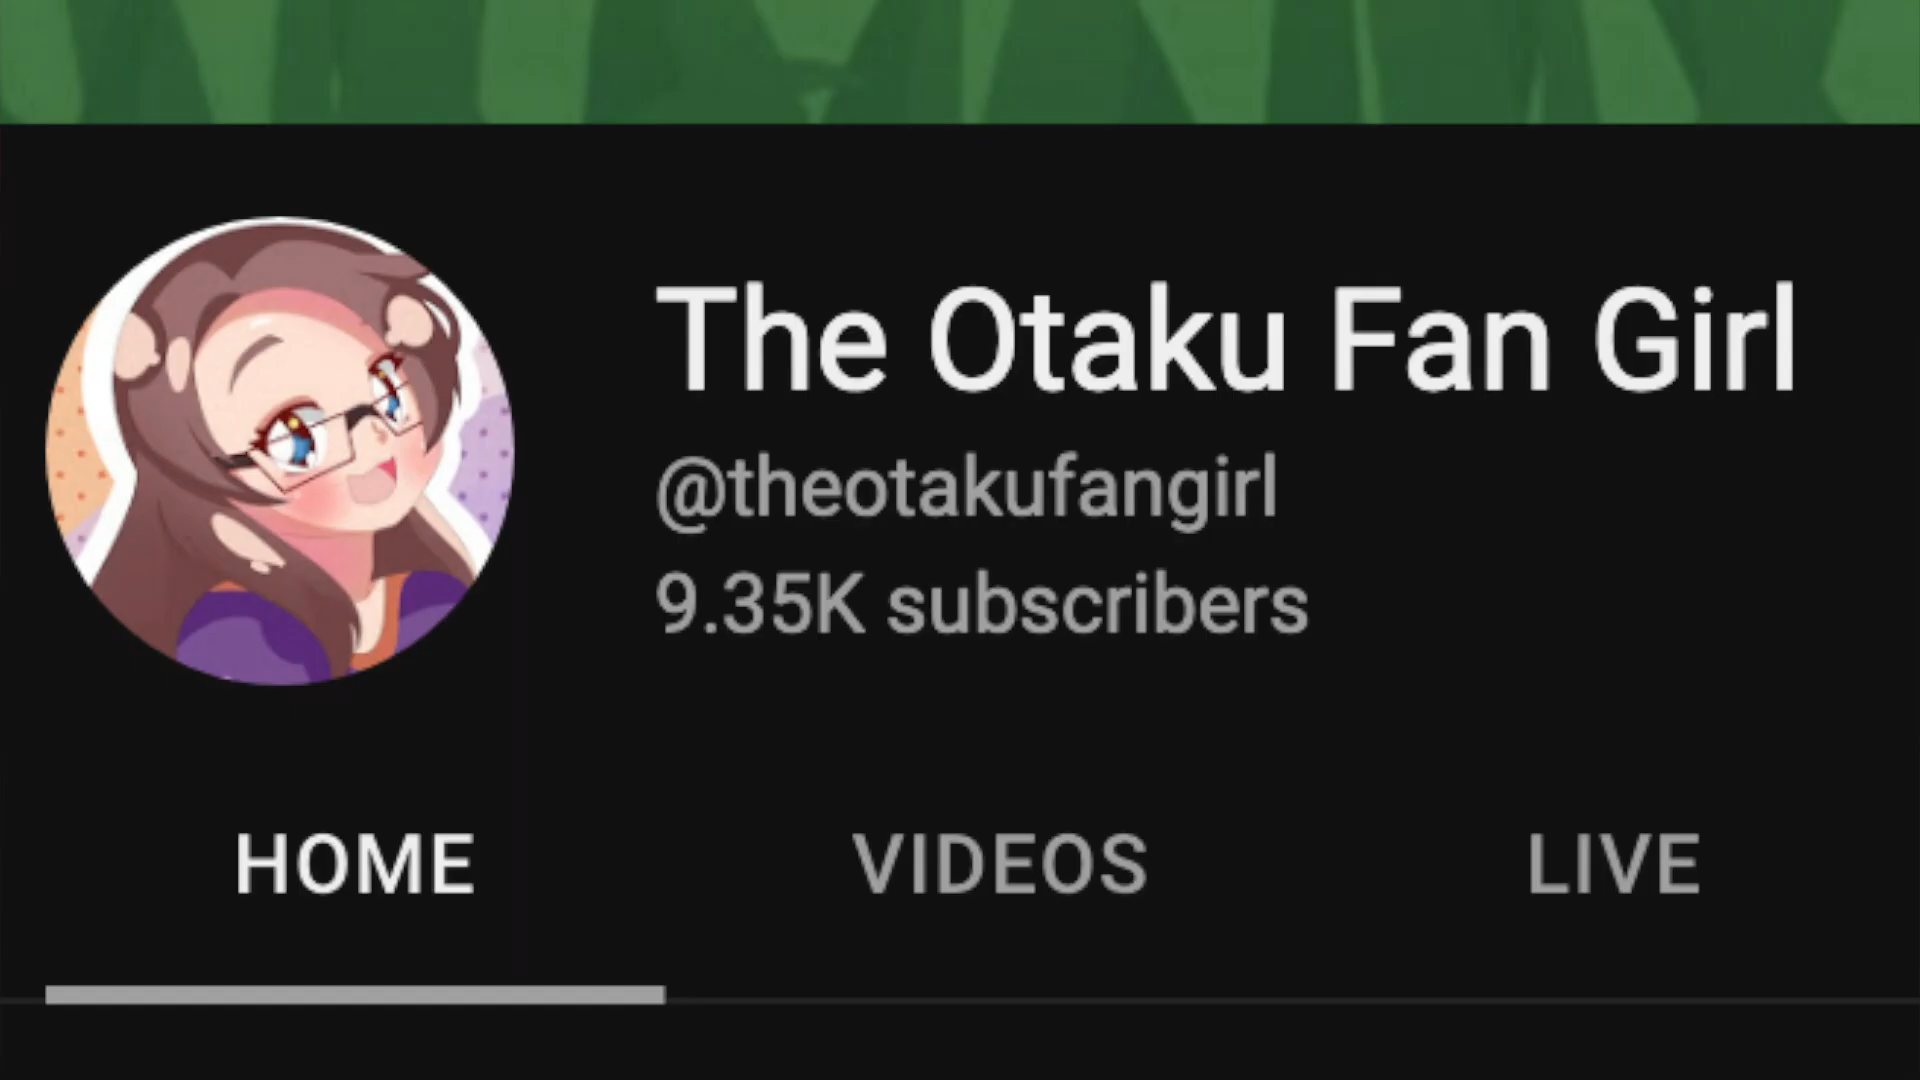 The Otaku Fan Girl
@theotakufangirl
9.35K subscribers
HOME VIDEOS LIVE